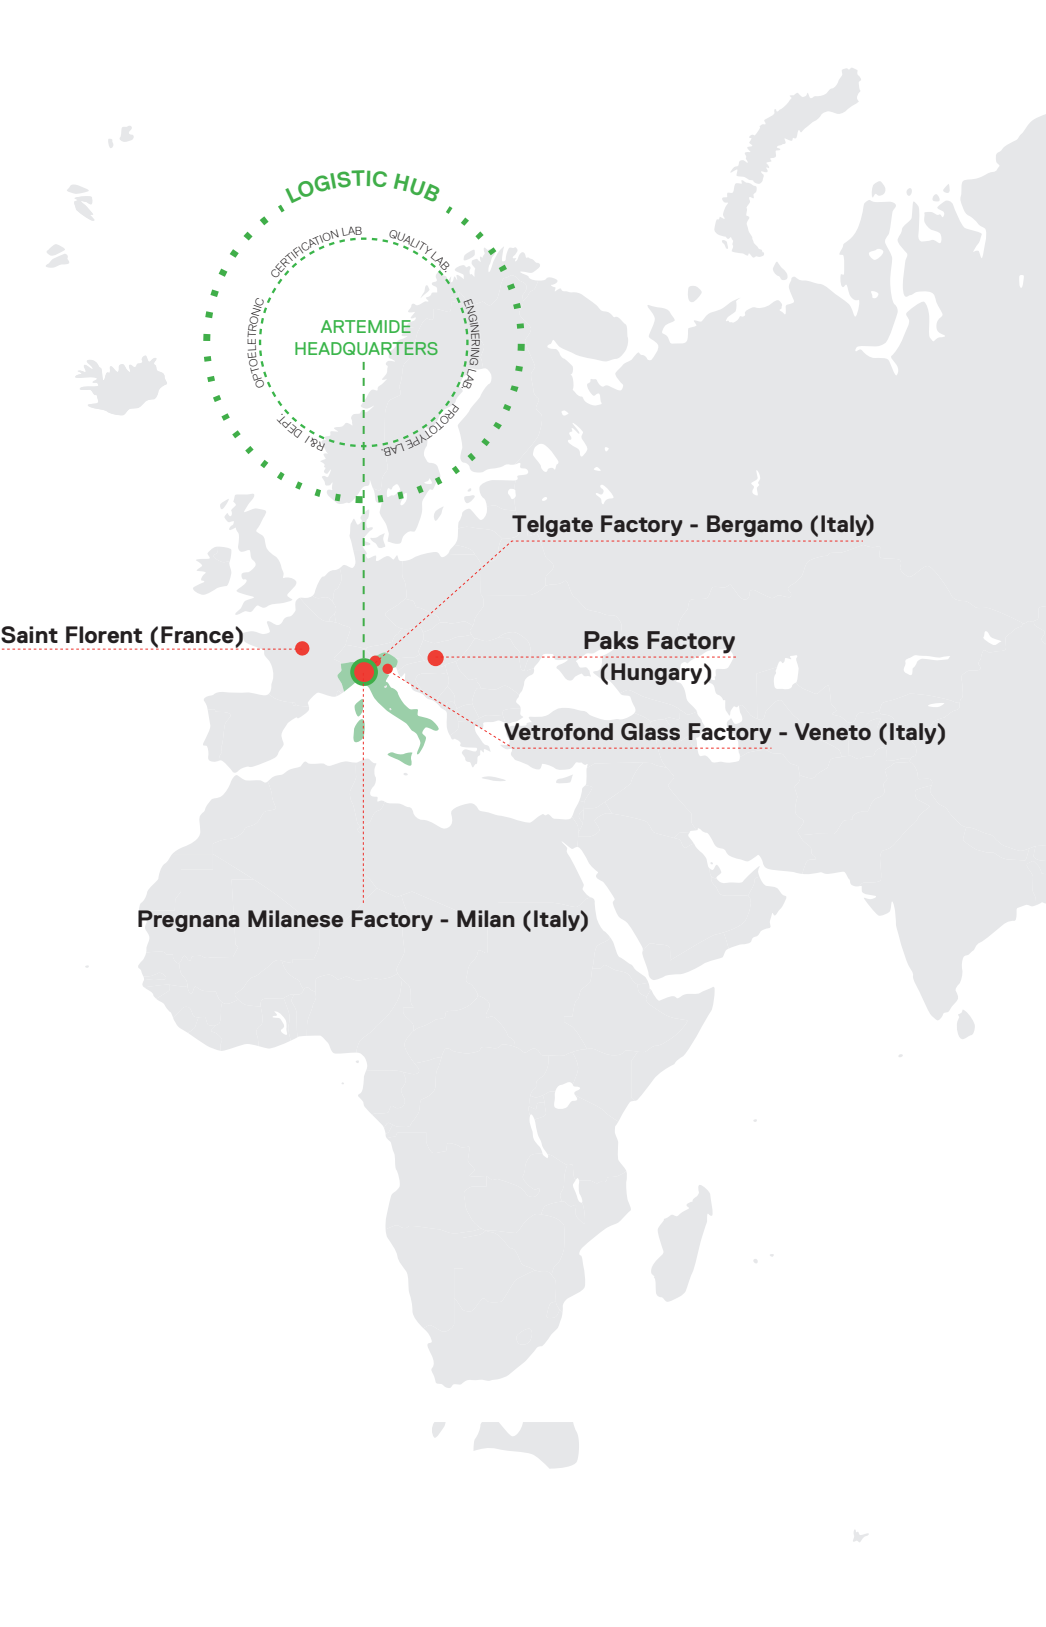 LOGISTIC HUB
CERTIFICATION LAB
QUALITY LAB.
OPTOELETRONIC
ENGINERING LAB.
ARTEMIDE
HEADQUARTERS
R&I DEPT.
PROTOTYPE LAB.
Telgate Factory - Bergamo (Italy)
Saint Florent (France)
Paks Factory
(Hungary)
Vetrofond Glass Factory - Veneto (Italy)
Pregnana Milanese Factory - Milan (Italy)